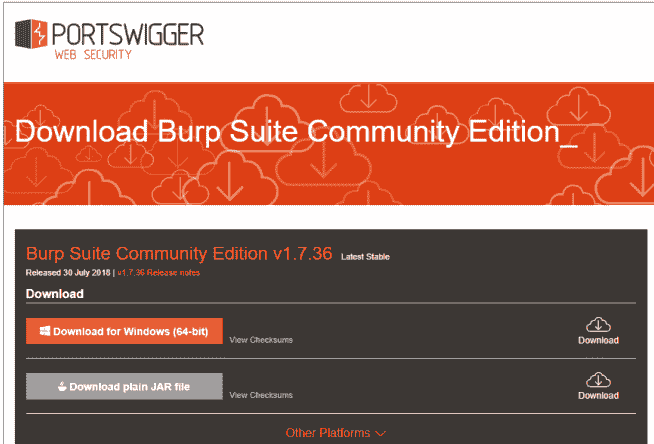 PORTSWIGGER
WEB SECURITY
Download Burp Suite Community Edition_
Burp Suite Community Edition v1.7.36 Latest Stable
Released 30 July 2018 | v1.7.36 Release notes
Download
Download for Windows (64-bit) View Checksums Download
Download plain JAR file View Checksums Download
Other Platforms